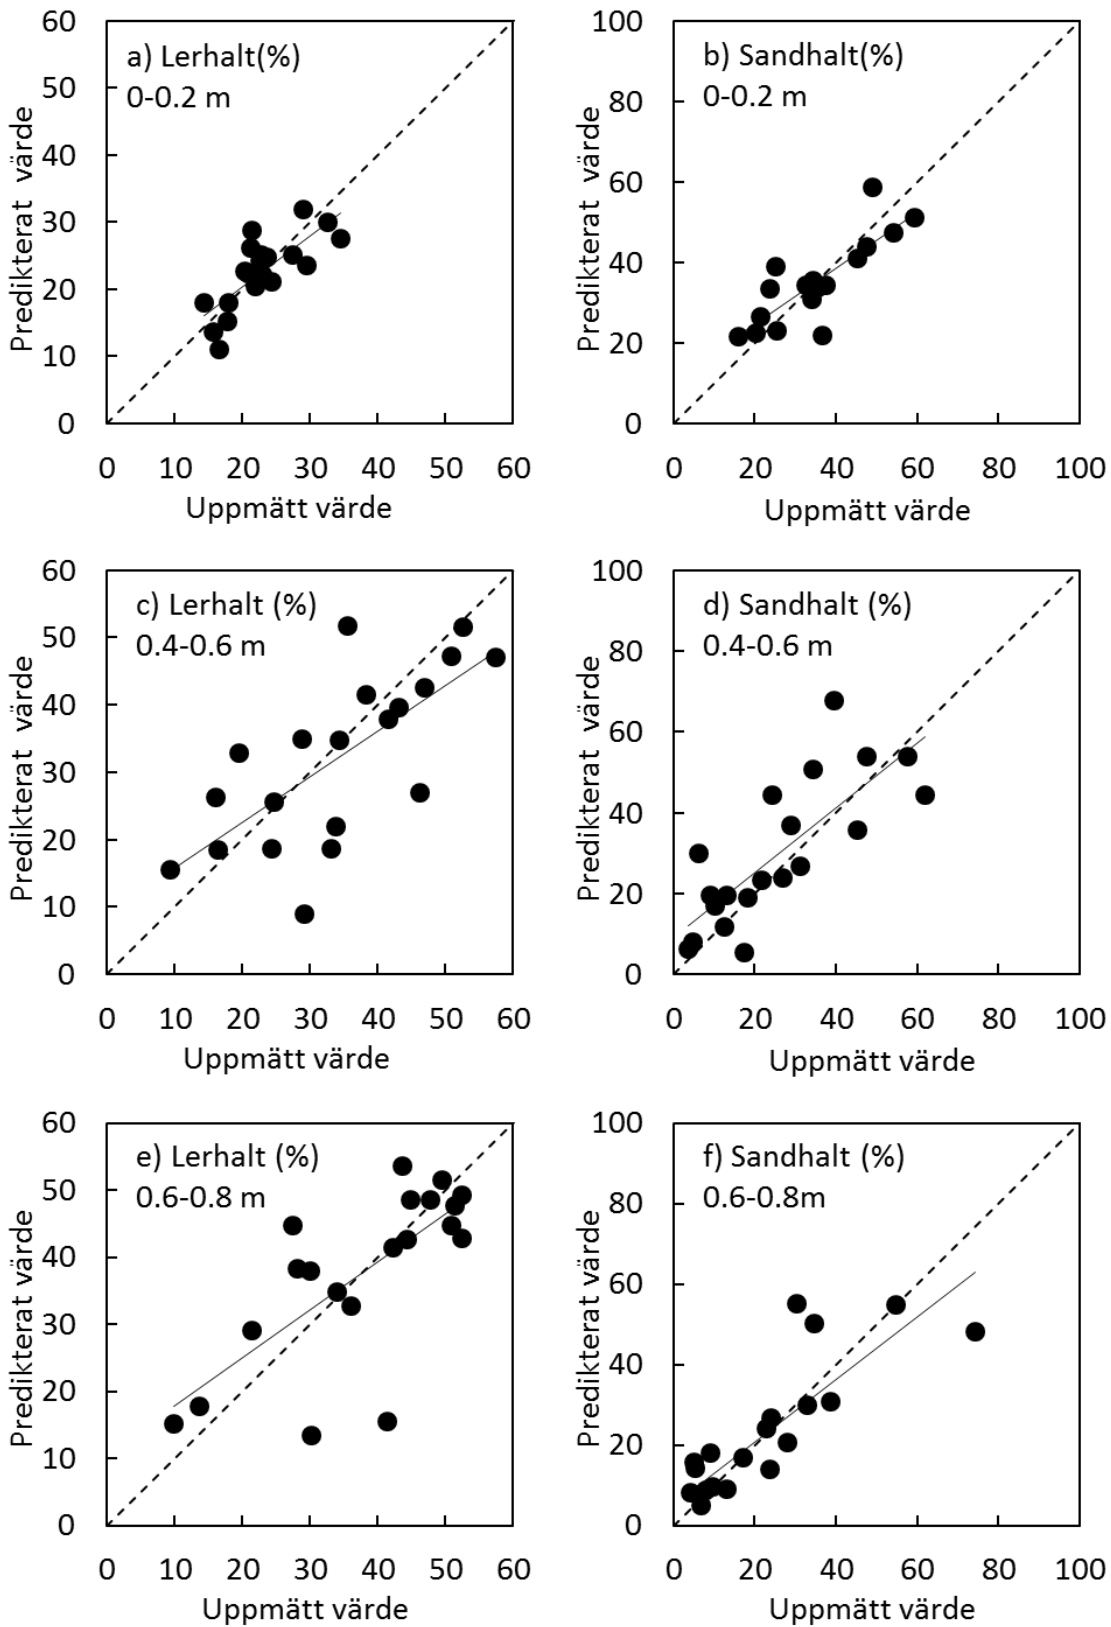 a) Lerhalt(%)
0-0.2 m
Predikterat värde
60
50
40
30
20
10
0
0 10 20 30 40 50 60
Uppmätt värde
b) Sandhalt(%)
0-0.2 m
Predikterat värde
100
80
60
40
20
0
0 20 40 60 80 100
Uppmätt värde
c) Lerhalt (%)
0.4-0.6 m
Predikterat värde
60
50
40
30
20
10
0
0 10 20 30 40 50 60
Uppmätt värde
d) Sandhalt (%)
0.4-0.6 m
Predikterat värde
100
80
60
40
20
0
0 20 40 60 80 100
Uppmätt värde
e) Lerhalt (%)
0.6-0.8 m
Predikterat värde
60
50
40
30
20
10
0
0 10 20 30 40 50 60
Uppmätt värde
f) Sandhalt (%)
0.6-0.8m
Predikterat värde
100
80
60
40
20
0
0 20 40 60 80 100
Uppmätt värde